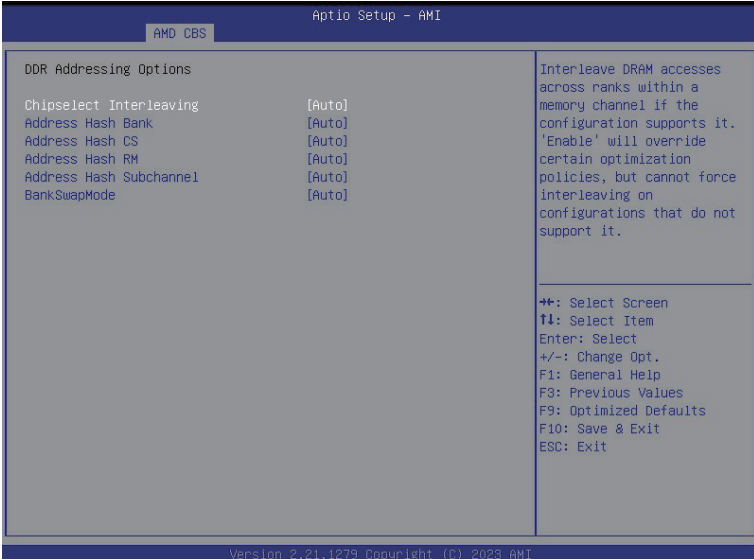 Aptio Setup – AMI
AMD CBS
DDR Addressing Options
Chipselect Interleaving [Auto]
Address Hash Bank [Auto]
Address Hash CS [Auto]
Address Hash RM [Auto]
Address Hash Subchannel [Auto]
BankSwapMode [Auto]
Interleave DRAM accesses
across ranks within a
memory channel if the
configuration supports it.
'Enable' will override
certain optimization
policies, but cannot force
interleaving on
configurations that do not
support it.
→←: Select Screen
↑↓: Select Item
Enter: Select
+/-: Change Opt.
F1: General Help
F3: Previous Values
F9: Optimized Defaults
F10: Save & Exit
ESC: Exit
Version 2.21.1279 Copyright (C) 2023 AMI